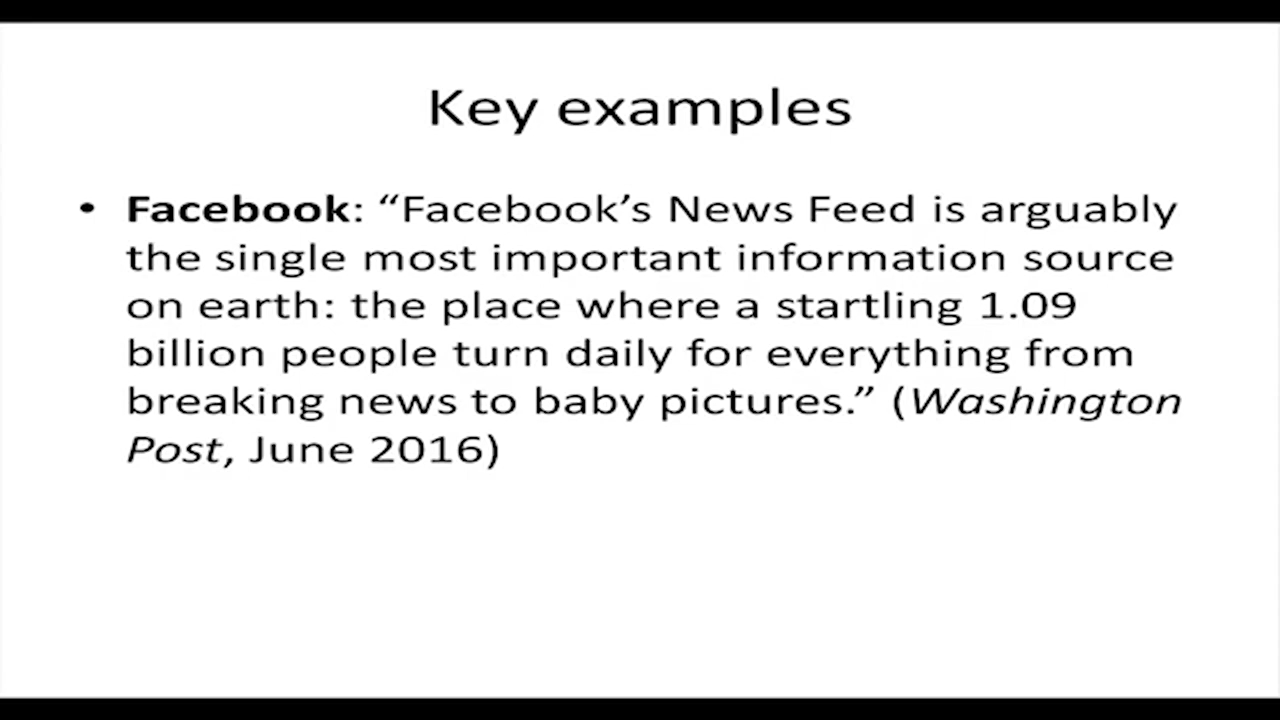 Key examples
• Facebook: “Facebook’s News Feed is arguably
the single most important information source
on earth: the place where a startling 1.09
billion people turn daily for everything from
breaking news to baby pictures.” (Washington
Post, June 2016)